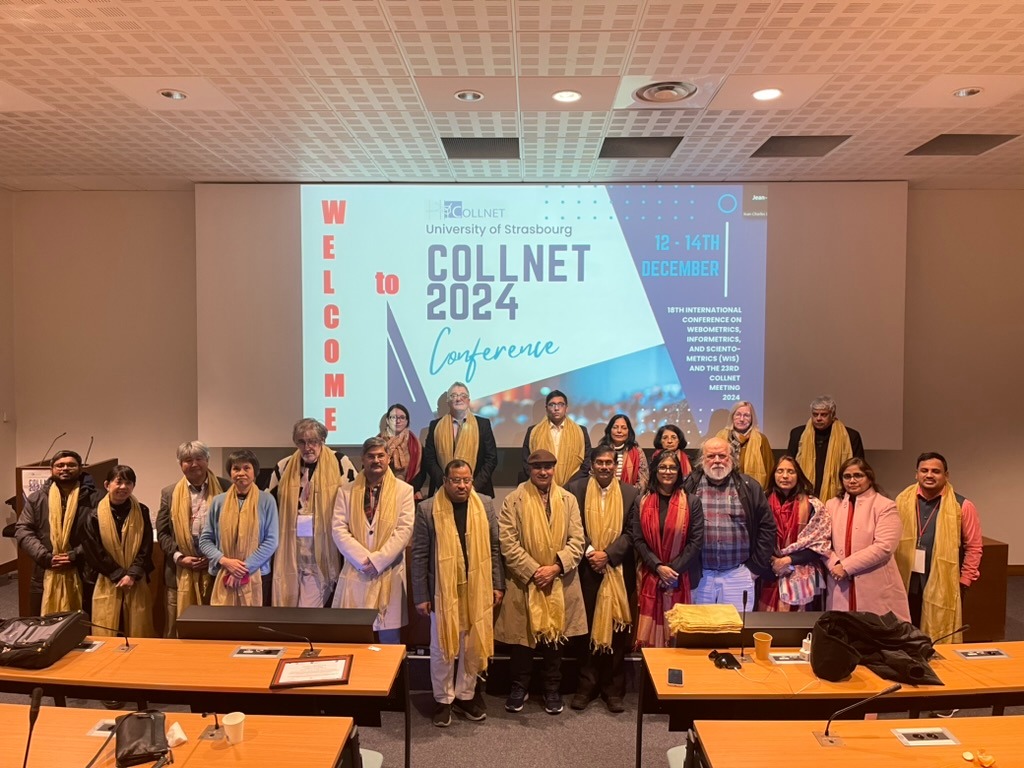 WELCOME
to
COLLNET
University of Strasbourg
COLLNET
2024
Conference
12 - 14TH
DECEMBER
18TH INTERNATIONAL
CONFERENCE ON
WEBOMETRICS,
INFORMETRICS,
AND SCIENTO-
METRICS (WIS)
AND THE 23RD
COLLNET
MEETING
2024
Jean-